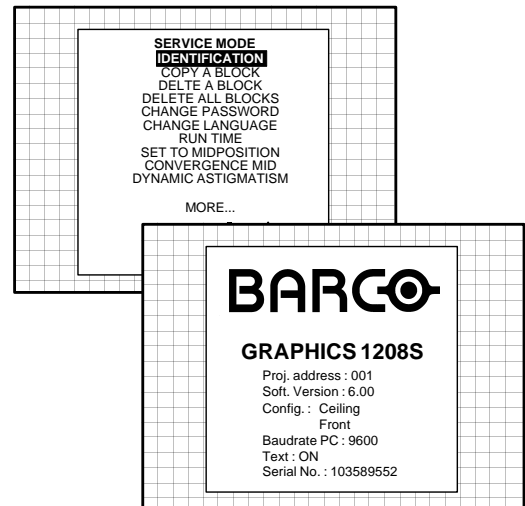 SERVICE MODE
IDENTIFICATION
COPY A BLOCK
DELTE A BLOCK
DELETE ALL BLOCKS
CHANGE PASSWORD
CHANGE LANGUAGE
RUN TIME
SET TO MIDPOSITION
CONVERGENCE MID
DYNAMIC ASTIGMATISM
MORE...
BARCO
GRAPHICS 1208S
Proj. address : 001
Soft. Version : 6.00
Config. : Ceiling
Front
Baudrate PC : 9600
Text : ON
Serial No. : 103589552